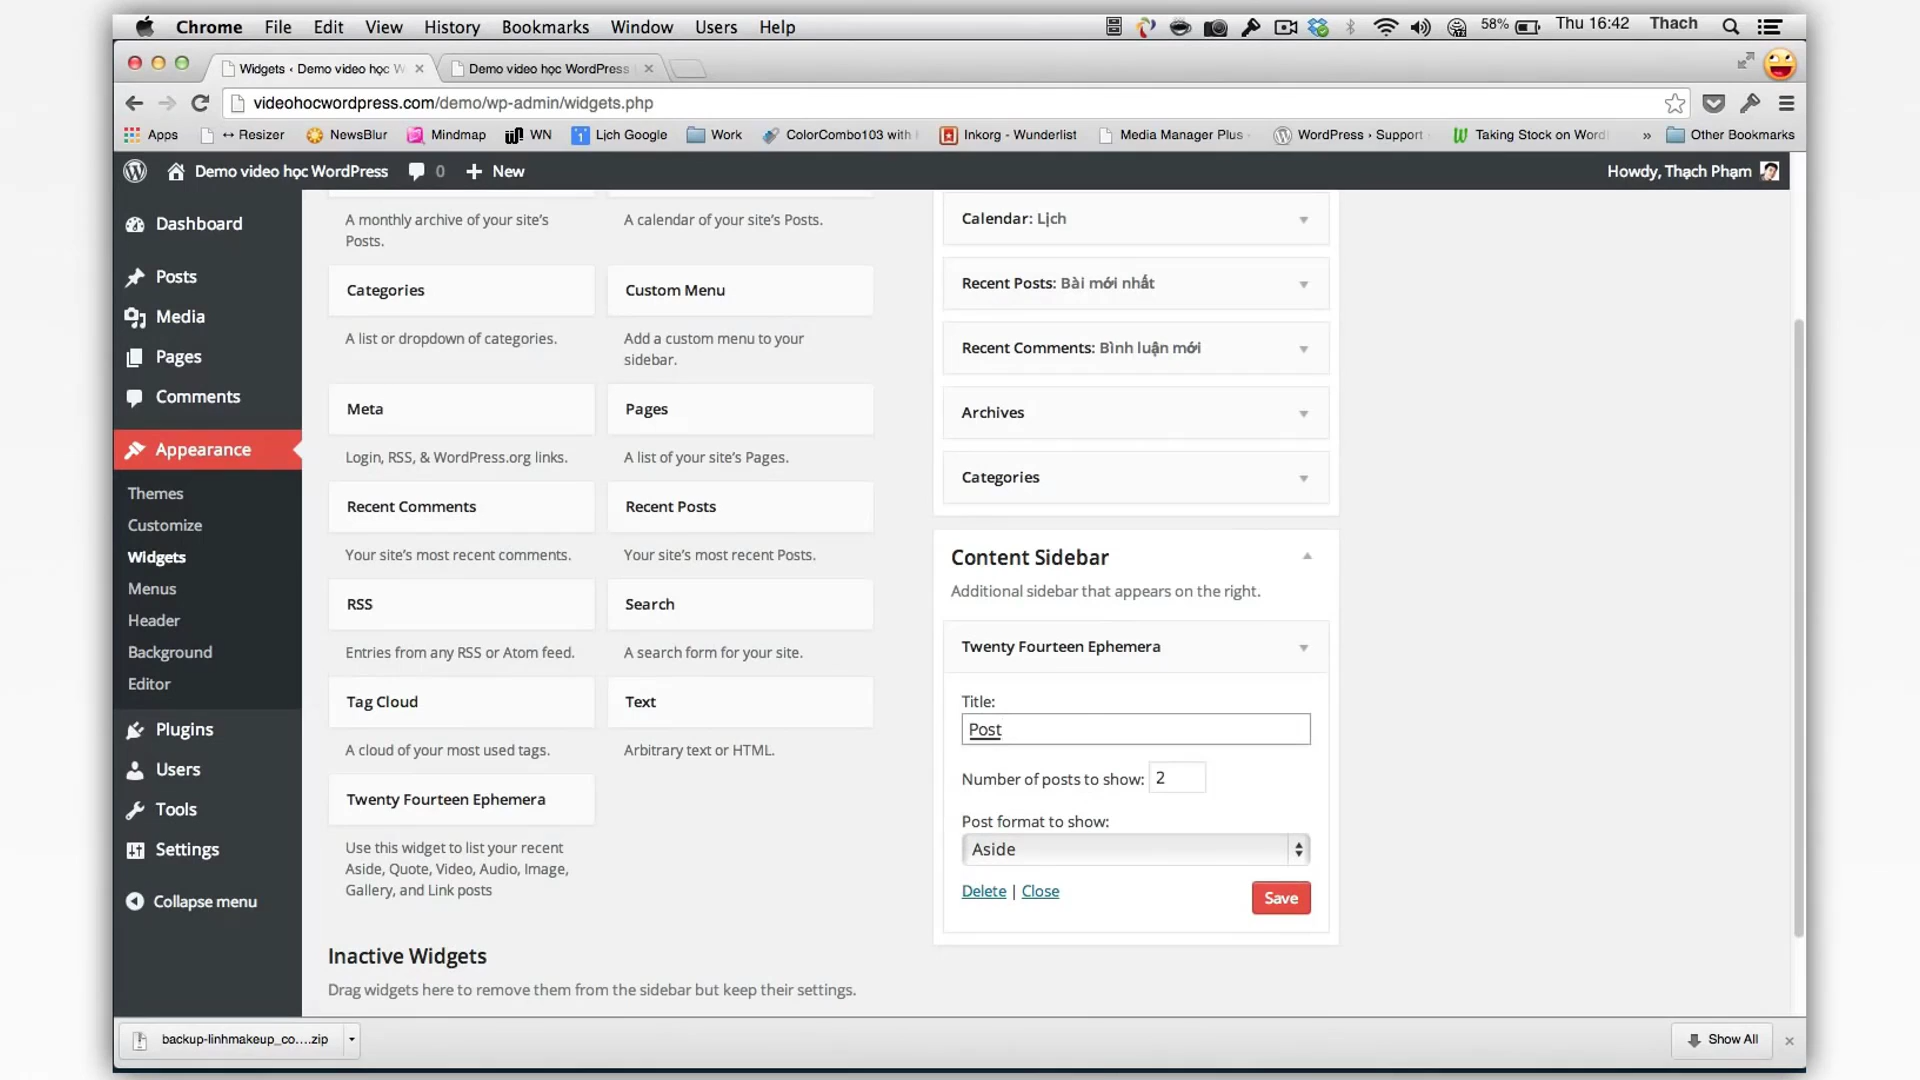 Chrome File Edit View History Bookmarks Window Users Help 58% Thu 16:42 Thach
Widgets ‹ Demo video học W
Demo video học WordPress
videohocwordpress.com/demo/wp-admin/widgets.php
Apps ↔ Resizer NewsBlur Mindmap WN Lịch Google Work ColorCombo103 with Inkorg - Wunderlist Media Manager Plus WordPress › Support Taking Stock on Word » Other Bookmarks
Demo video học WordPress 0 + New Howdy, Thạch Phạm
Dashboard
Posts
Media
Pages
Comments
Appearance
Themes
Customize
Widgets
Menus
Header
Background
Editor
Plugins
Users
Tools
Settings
Collapse menu
A monthly archive of your site's
Posts.
A calendar of your site's Posts.
Categories
Custom Menu
A list or dropdown of categories.
Add a custom menu to your
sidebar.
Meta
Pages
Login, RSS, & WordPress.org links.
A list of your site's Pages.
Recent Comments
Recent Posts
Your site's most recent comments.
Your site's most recent Posts.
RSS
Search
Entries from any RSS or Atom feed.
A search form for your site.
Tag Cloud
Text
A cloud of your most used tags.
Arbitrary text or HTML.
Twenty Fourteen Ephemera
Use this widget to list your recent
Aside, Quote, Video, Audio, Image,
Gallery, and Link posts
Inactive Widgets
Drag widgets here to remove them from the sidebar but keep their settings.
Calendar: Lịch
Recent Posts: Bài mới nhất
Recent Comments: Bình luận mới
Archives
Categories
Content Sidebar
Additional sidebar that appears on the right.
Twenty Fourteen Ephemera
Title:
Post
Number of posts to show: 2
Post format to show:
Aside
Delete | Close
Save
backup-linhmakeup_co....zip
Show All